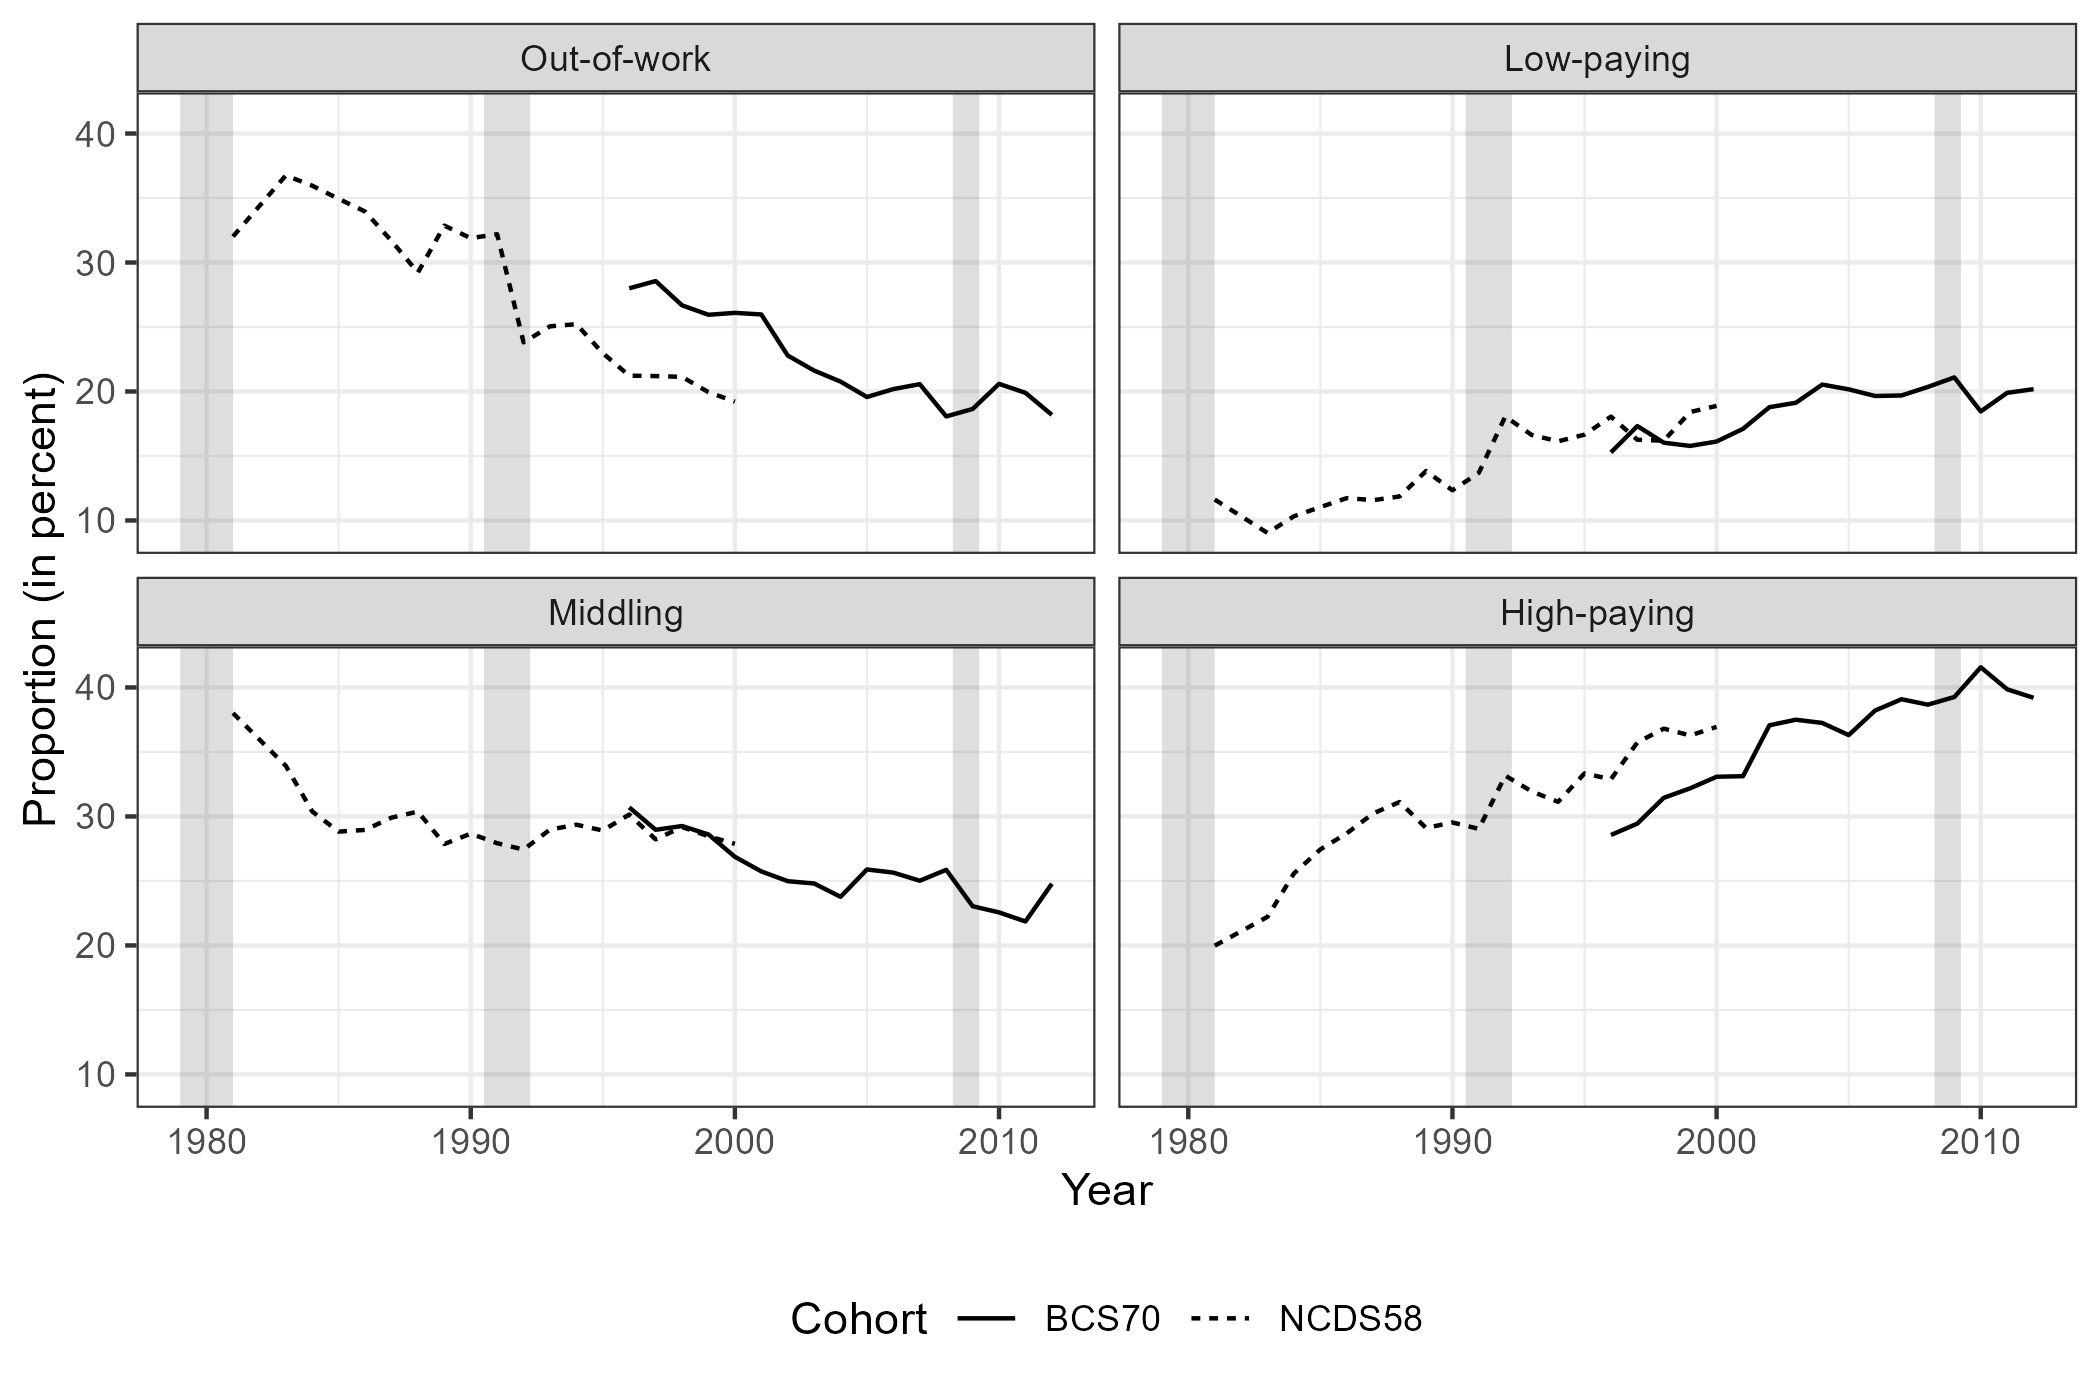 Out-of-work
Low-paying
40
30
20
10
Middling
High-paying
40
30
20
10
Proportion (in percent)
1980 1990 2000 2010
1980 1990 2000 2010
Year
Cohort BCS70 NCDS58